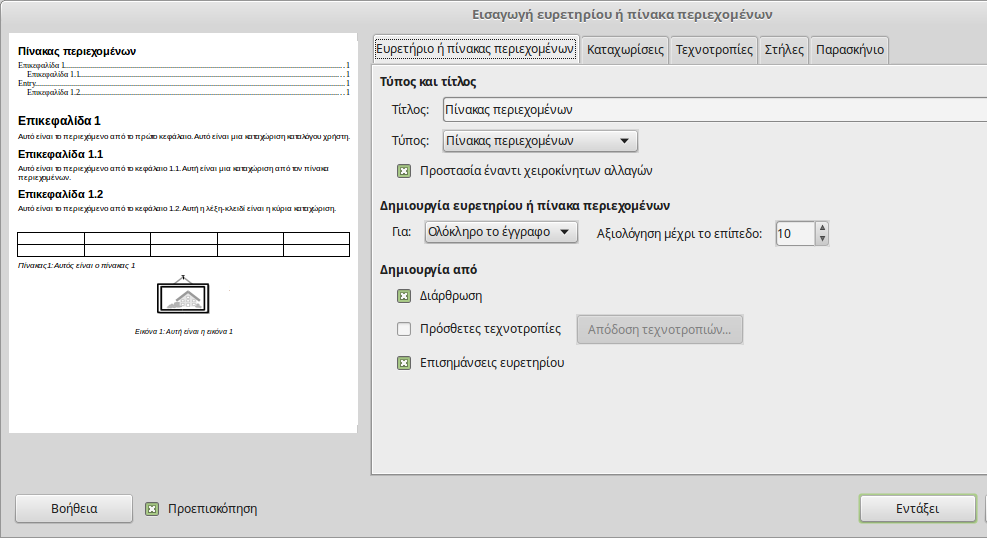 Εισαγωγή ευρετηρίου ή πίνακα περιεχομένων
Πίνακας περιεχομένων
Επικεφαλίδα 1 1
Επικεφαλίδα 1.1 1
Entry 1
Επικεφαλίδα 1.2 1
Επικεφαλίδα 1
Αυτό είναι το περιεχόμενο από το πρώτο κεφάλαιο. Αυτό είναι μια καταχώριση καταλόγου χρήστη.
Επικεφαλίδα 1.1
Αυτό είναι το περιεχόμενο από το κεφάλαιο 1.1. Αυτή είναι μια καταχώριση από τον πίνακα
περιεχομένων.
Επικεφαλίδα 1.2
Αυτό είναι το περιεχόμενο από το κεφάλαιο 1.2. Αυτή η λέξη-κλειδί είναι η κύρια καταχώριση.
Πίνακας1: Αυτός είναι ο πίνακας 1
Εικόνα 1: Αυτή είναι η εικόνα 1
Ευρετήριο ή πίνακας περιεχομένων Καταχωρίσεις Τεχνοτροπίες Στήλες Παρασκήνιο
Τύπος και τίτλος
Τίτλος: Πίνακας περιεχομένων
Τύπος: Πίνακας περιεχομένων
Προστασία έναντι χειροκίνητων αλλαγών
Δημιουργία ευρετηρίου ή πίνακα περιεχομένων
Για: Ολόκληρο το έγγραφο Αξιολόγηση μέχρι το επίπεδο: 10
Δημιουργία από
Διάρθρωση
Πρόσθετες τεχνοτροπίες Απόδοση τεχνοτροπιών...
Επισημάνσεις ευρετηρίου
Βοήθεια Προεπισκόπηση Εντάξει